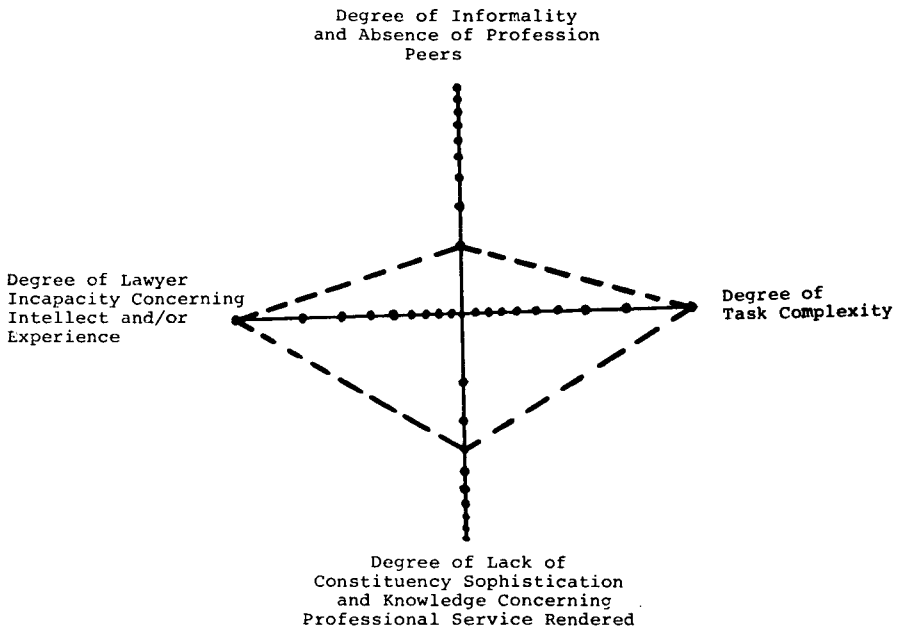 Degree of Informality
and Absence of Profession
Peers
Degree of Lawyer
Incapacity Concerning
Intellect and/or
Experience
Degree of
Task Complexity
Degree of Lack of
Constituency Sophistication
and Knowledge Concerning
Professional Service Rendered